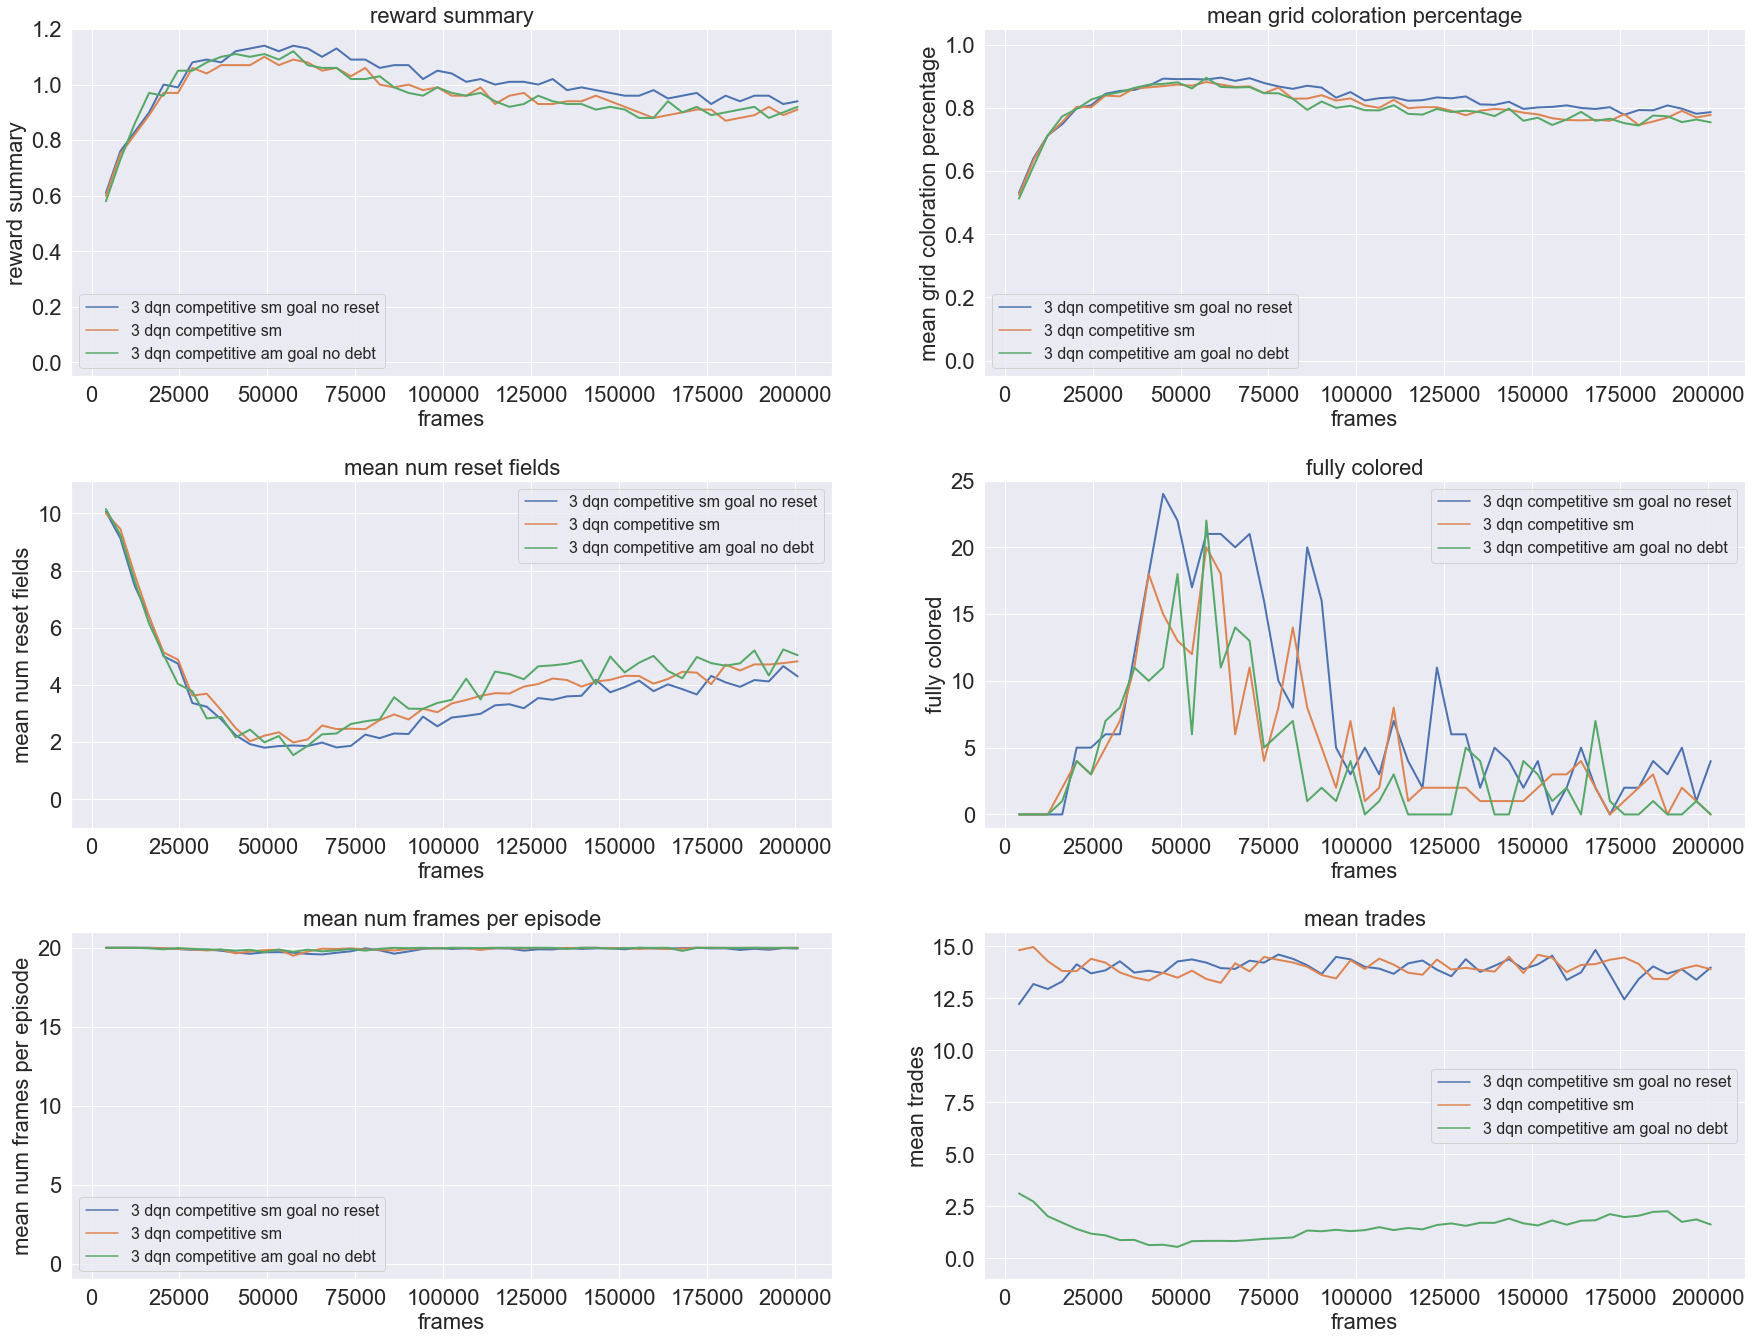 reward summary
1.2
1.0
0.8
0.6
0.4
0.2
0.0
reward summary
3 dqn competitive sm goal no reset
3 dqn competitive sm
3 dqn competitive am goal no debt
0 25000 50000 75000 100000 125000 150000 175000 200000
frames
mean grid coloration percentage
1.0
0.8
0.6
0.4
0.2
0.0
mean grid coloration percentage
3 dqn competitive sm goal no reset
3 dqn competitive sm
3 dqn competitive am goal no debt
0 25000 50000 75000 100000 125000 150000 175000 200000
frames
mean num reset fields
10
8
6
4
2
0
mean num reset fields
3 dqn competitive sm goal no reset
3 dqn competitive sm
3 dqn competitive am goal no debt
0 25000 50000 75000 100000 125000 150000 175000 200000
frames
fully colored
25
20
15
10
5
0
fully colored
3 dqn competitive sm goal no reset
3 dqn competitive sm
3 dqn competitive am goal no debt
0 25000 50000 75000 100000 125000 150000 175000 200000
frames
mean num frames per episode
20
15
10
5
0
mean num frames per episode
3 dqn competitive sm goal no reset
3 dqn competitive sm
3 dqn competitive am goal no debt
0 25000 50000 75000 100000 125000 150000 175000 200000
frames
mean trades
15.0
12.5
10.0
7.5
5.0
2.5
0.0
mean trades
3 dqn competitive sm goal no reset
3 dqn competitive sm
3 dqn competitive am goal no debt
0 25000 50000 75000 100000 125000 150000 175000 200000
frames